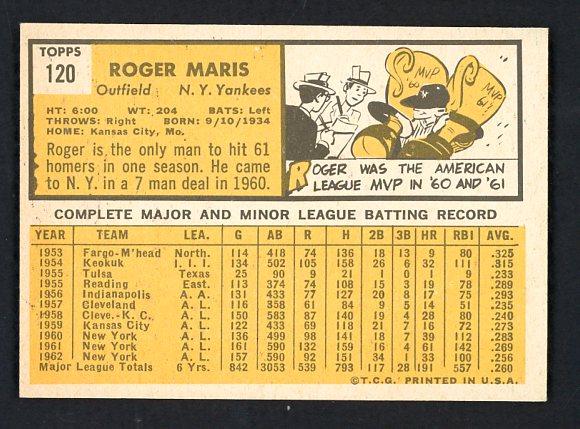 TOPPS
120
ROGER MARIS
Outfield N.Y. Yankees
HT: 6:00 WT: 204 BATS: Left
THROWS: Right BORN: 9/10/1934
HOME: Kansas City, Mo.
Roger is the only man to hit 61
homers in one season. He came
to N.Y. in a 7 man deal in 1960.
MVP '60
MVP 61!
ROGER WAS THE AMERICAN
LEAGUE MVP IN '60 AND '61
COMPLETE MAJOR AND MINOR LEAGUE BATTING RECORD
YEAR TEAM LEA. G AB R H 2B 3B HR RBI AVG.
1953 Fargo-M'head North. 114 418 74 136 18 13 9 80 .325
1954 Keokuk I.I.I. 134 502 105 158 26 6 32 111 .315
1955 Tulsa Texas 25 90 9 21 1 0 1 9 .233
1955 Reading East. 113 374 74 108 15 3 19 78 .289
1956 Indianapolis A.A. 131 433 77 127 20 8 17 75 .293
1957 Cleveland A.L. 116 358 61 84 9 5 14 51 .235
1958 Cleve.-K.C. A.L. 150 583 87 140 19 4 28 80 .240
1959 Kansas City A.L. 122 433 69 118 21 7 16 72 .273
1960 New York A.L. 136 499 98 141 18 7 39 112 .283
1961 New York A.L. 161 590 132 159 16 4 61 142 .269
1962 New York A.L. 157 590 92 151 34 1 33 100 .256
Major League Totals 6 Yrs. 842 3053 539 793 117 28 191 557 .260
©T.C.G. PRINTED IN U.S.A.